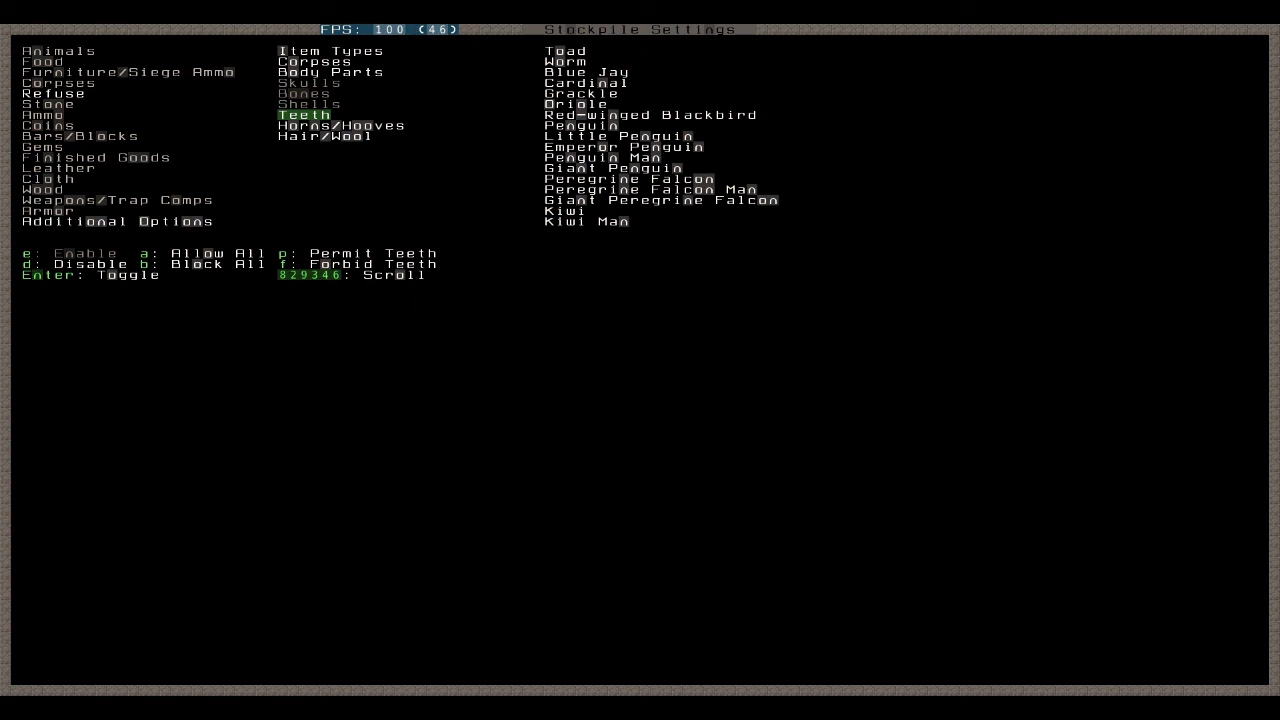 FPS: 100 (46) Stockpile Settings
Animals
Food
Furniture/Siege Ammo
Corpses
Refuse
Stone
Ammo
Coins
Bars/Blocks
Gems
Finished Goods
Leather
Cloth
Wood
Weapons/Trap Comps
Armor
Additional Options
Item Types
Corpses
Body Parts
Skulls
Bones
Shells
Teeth
Horns/Hooves
Hair/Wool
Toad
Worm
Blue Jay
Cardinal
Grackle
Oriole
Red-winged Blackbird
Penguin
Little Penguin
Emperor Penguin
Penguin Man
Giant Penguin
Peregrine Falcon
Peregrine Falcon Man
Giant Peregrine Falcon
Kiwi
Kiwi Man
e: Enable a: Allow All p: Permit Teeth
d: Disable b: Block All f: Forbid Teeth
Enter: Toggle 829346: Scroll